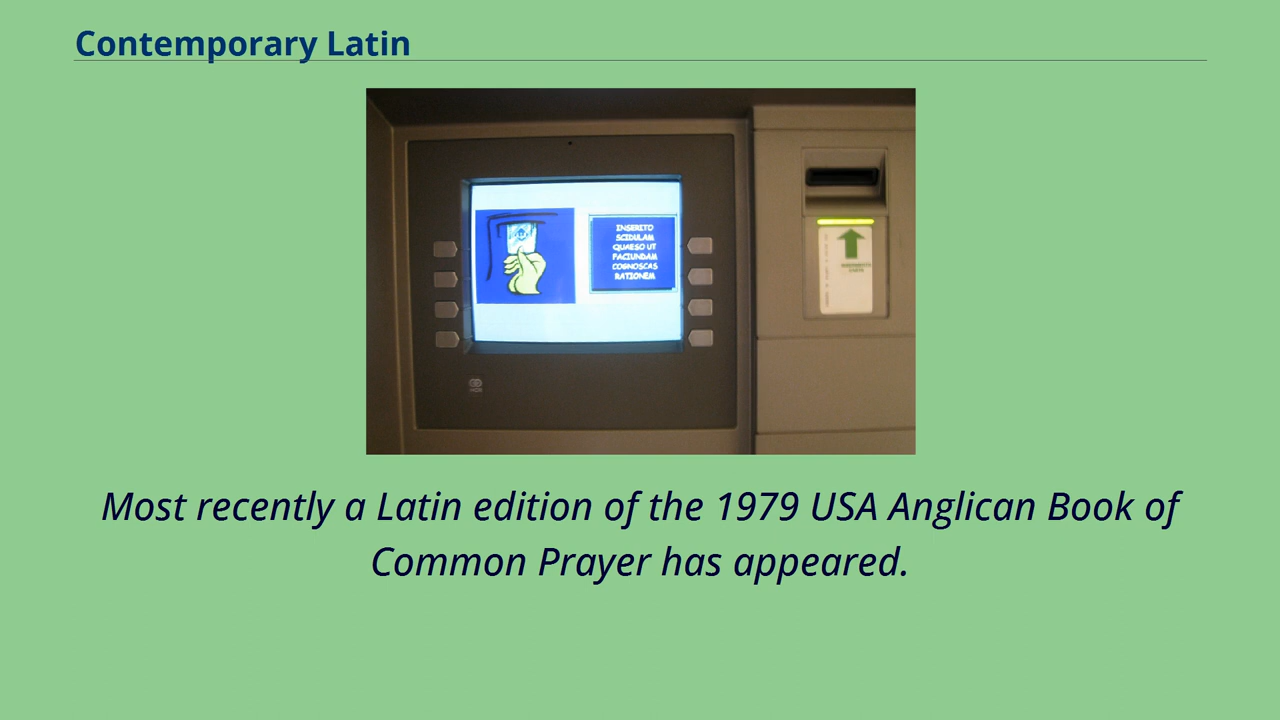 Contemporary Latin
INSERITO
SCIDULAM
QUAESO UT
FACIUNDAM
COGNOSCAS
RATIONEM
Most recently a Latin edition of the 1979 USA Anglican Book of
Common Prayer has appeared.